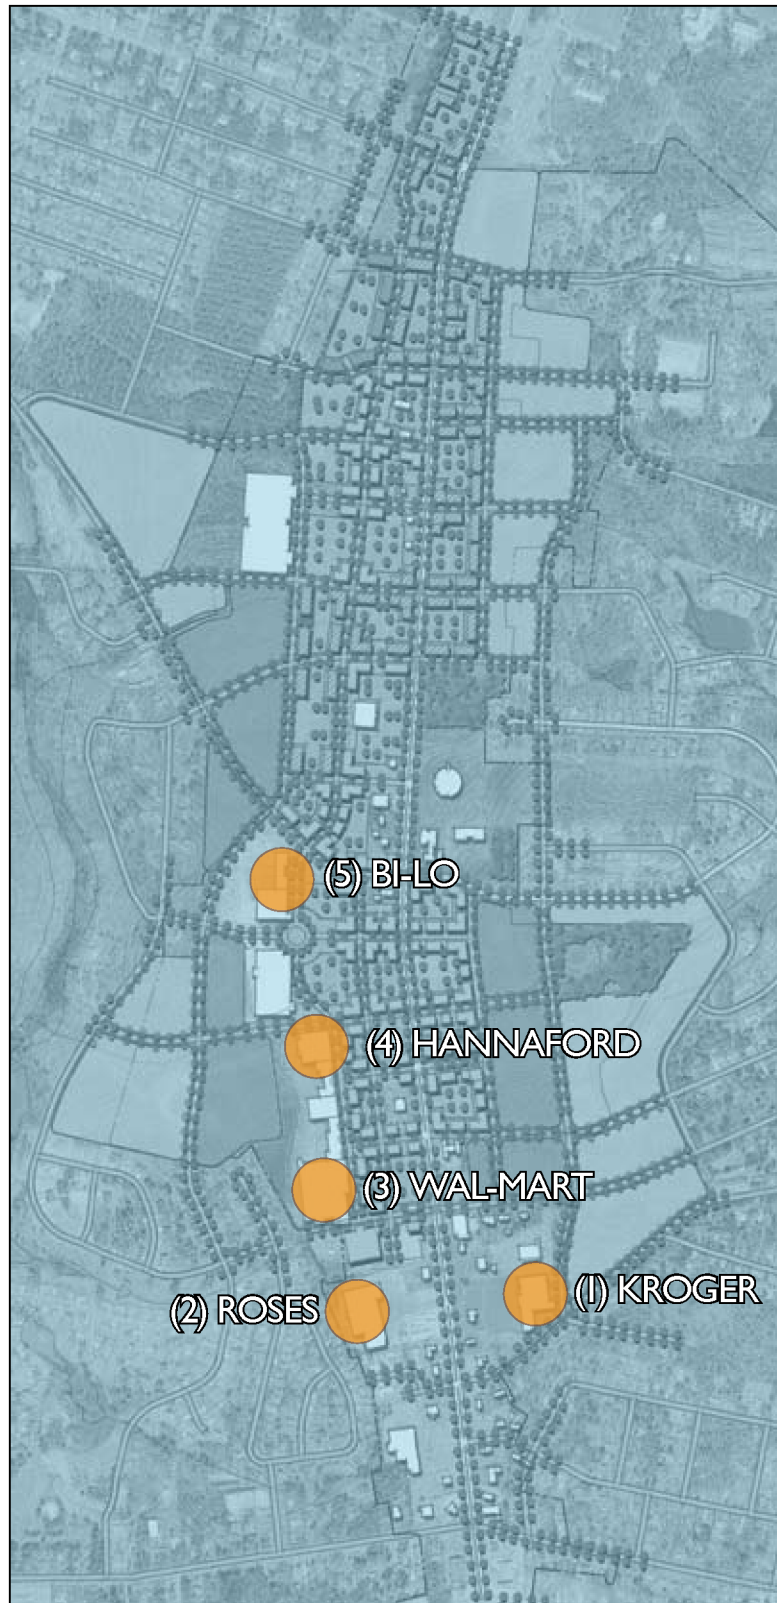 (5) BI-LO
(4) HANNAFORD
(3) WAL-MART
(1) KROGER
(2) ROSES